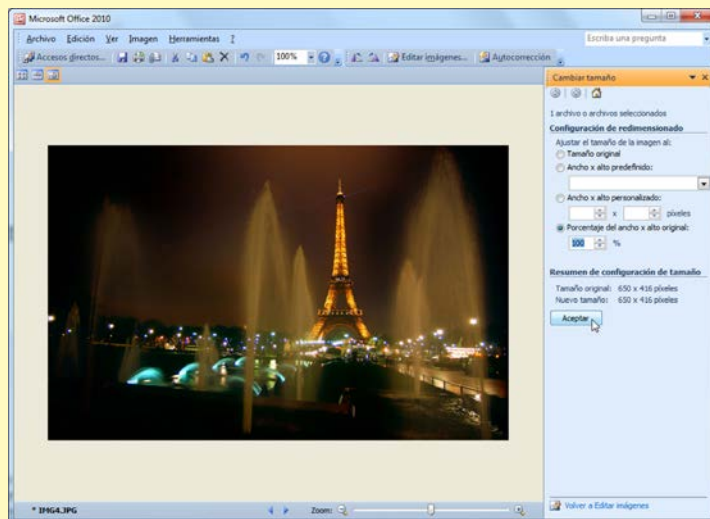 Microsoft Office 2010
Archivo Edición Ver Imagen Herramientas ? Escriba una pregunta
Accesos directos... 100% Editar imágenes... Autocorrección
Cambiar tamaño
1 archivo o archivos seleccionados
Configuración de redimensionado
Ajustar el tamaño de la imagen al:
Tamaño original
Ancho x alto predefinido:
Ancho x alto personalizado:
x píxeles
Porcentaje del ancho x alto original:
100 %
Resumen de configuración de tamaño
Tamaño original: 650 x 416 píxeles
Nuevo tamaño: 650 x 416 píxeles
Aceptar
* IMG4.JPG Zoom: Volver a Editar imágenes